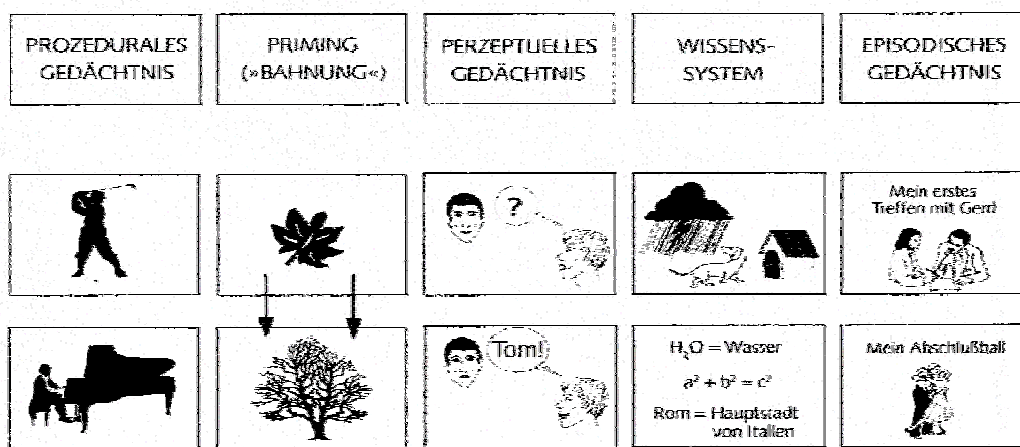 PROZEDURALES
GEDÄCHTNIS
PRIMING
(»BAHNUNG«)
PERZEPTUELLES
GEDÄCHTNIS
WISSENS-
SYSTEM
EPISODISCHES
GEDÄCHTNIS
?
Mein erstes
Treffen mit Gerd
Tom!
H₂O = Wasser
a² + b² = c²
Rom = Hauptstadt
von Italien
Mein Abschlußball